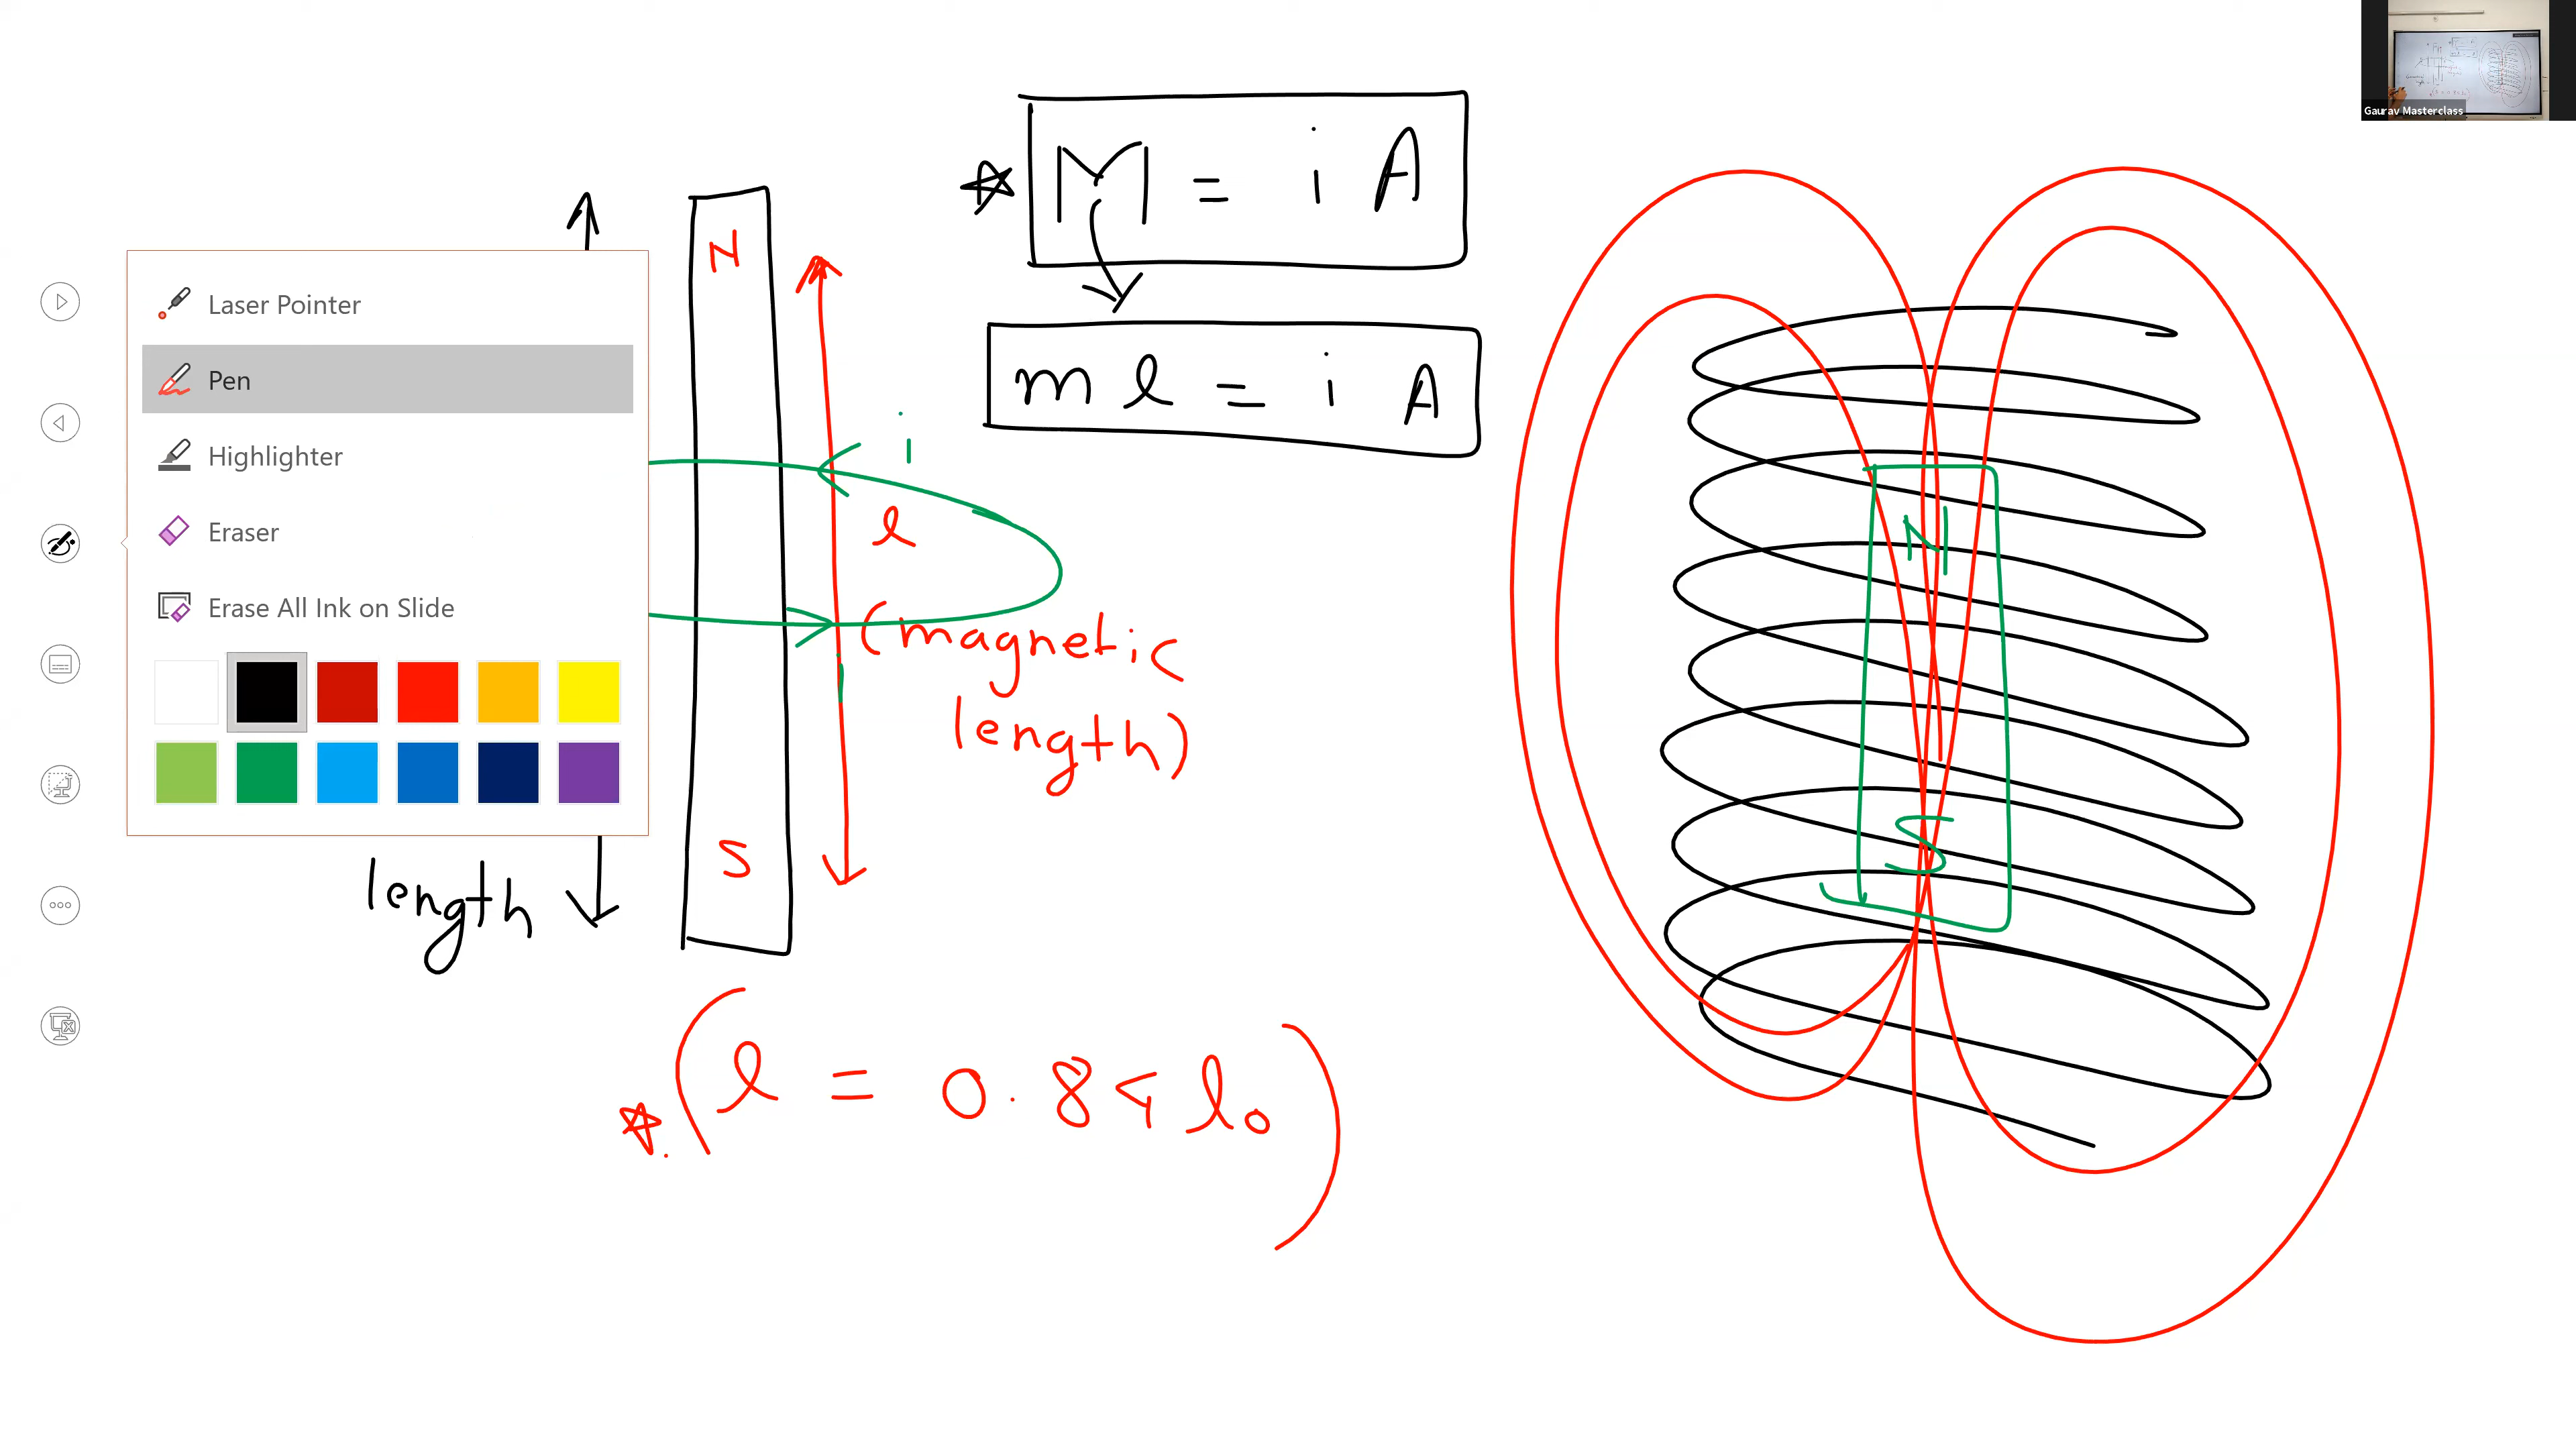 Gaurav Masterclass
M = i A
m l = i A
N
Laser Pointer
Pen
Highlighter
Eraser
Erase All Ink on Slide
i
l
(magnetic
length)
S
length
l = 0.84 l₀
N
S